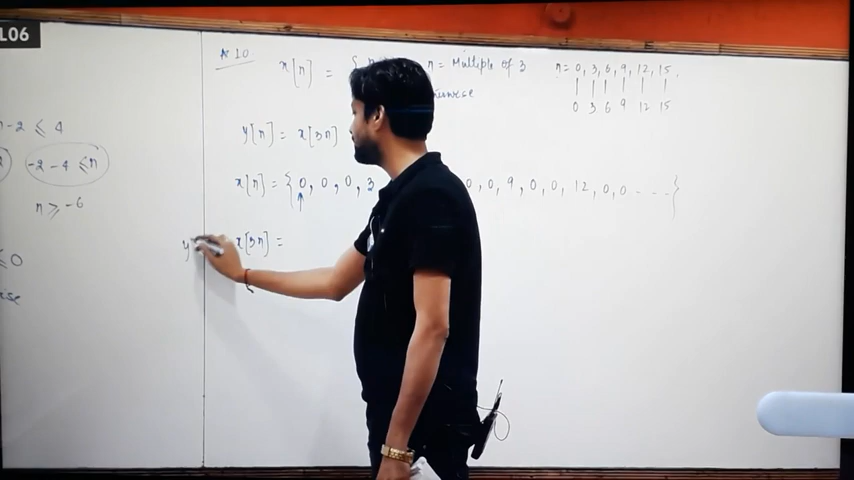 L06
* 10
x[n] = { n = Multiple of 3
n = 0, 3, 6, 9, 12, 15,
0 3 6 9 12 15
n-2 ≤ 4
y[n] = x[3n]
-2-4 ≤ n
x[n] = { 0, 0, 0, 3 0, 0, 9, 0, 0, 12, 0, 0 - - - - }
n ≥ -6
y x[3n] =
≤ 0